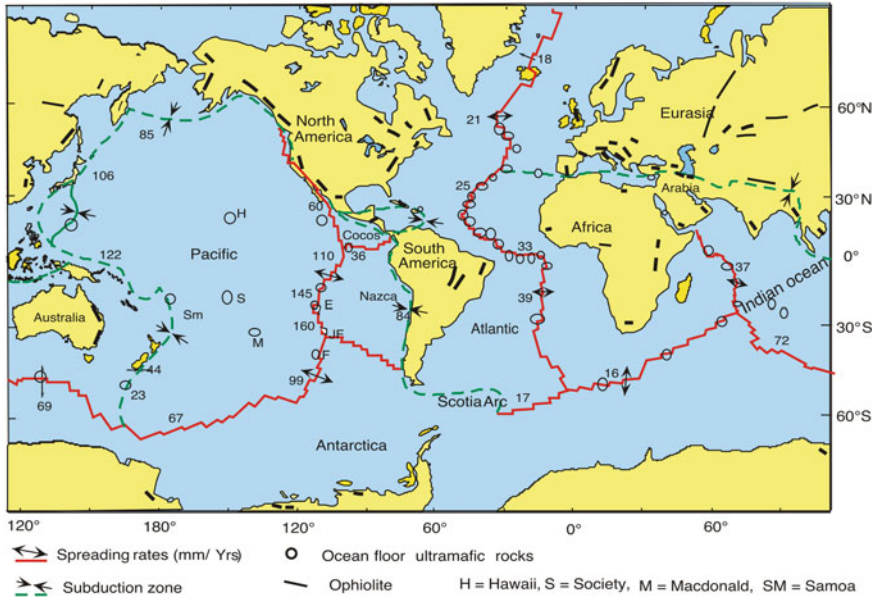 18
60°N
North
America
21
Eurasia
85
106
25
Arabia
30°N
60
H
Africa
Cocos
Pacific
36
110
South
America
33
0°
122
37
Indian ocean
145
Nazca
S
E
39
Sm
84
Australia
160
Atlantic
M
JF
30°S
F
72
44
99
16
23
69
67
17
Scotia Arc
60°S
Antarctica
120°
180°
120°
60°
0°
60°
Spreading rates (mm/ Yrs)
Ocean floor ultramafic rocks
Subduction zone
Ophiolite
H = Hawaii, S = Society, M = Macdonald, SM = Samoa